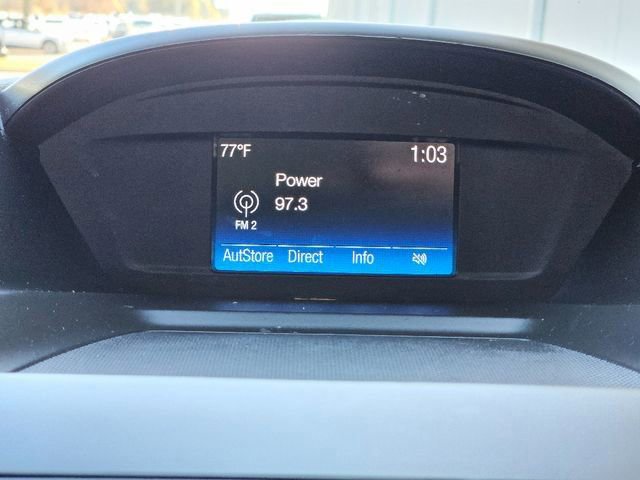 77°F 1:03
Power
97.3
FM 2
AutStore Direct Info